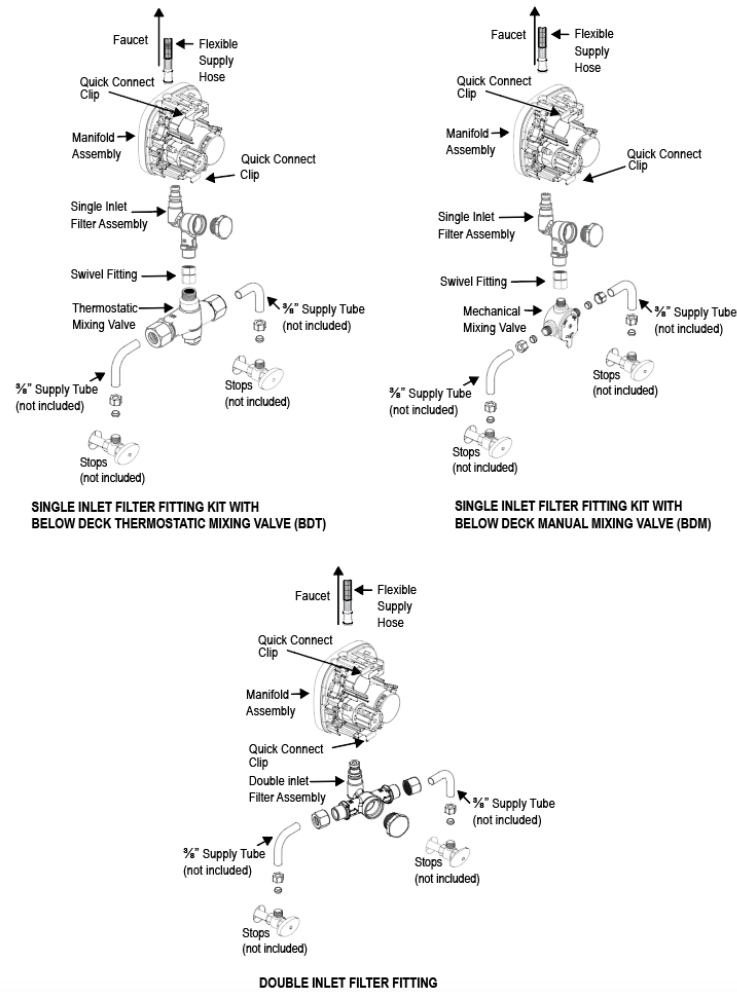 Faucet
Flexible
Supply
Hose
Quick Connect
Clip
Manifold
Assembly
Quick Connect
Clip
Single Inlet
Filter Assembly
Swivel Fitting
Thermostatic
Mixing Valve
⅜” Supply Tube
(not included)
⅜” Supply Tube
(not included)
Stops
(not included)
Stops
(not included)
SINGLE INLET FILTER FITTING KIT WITH
BELOW DECK THERMOSTATIC MIXING VALVE (BDT)
Faucet
Flexible
Supply
Hose
Quick Connect
Clip
Manifold
Assembly
Quick Connect
Clip
Single Inlet
Filter Assembly
Swivel Fitting
Mechanical
Mixing Valve
⅜” Supply Tube
(not included)
⅜” Supply Tube
(not included)
Stops
(not included)
Stops
(not included)
SINGLE INLET FILTER FITTING KIT WITH
BELOW DECK MANUAL MIXING VALVE (BDM)
Faucet
Flexible
Supply
Hose
Quick Connect
Clip
Manifold
Assembly
Quick Connect
Clip
Double inlet
Filter Assembly
⅜” Supply Tube
(not included)
⅜” Supply Tube
(not included)
Stops
(not included)
Stops
(not included)
DOUBLE INLET FILTER FITTING